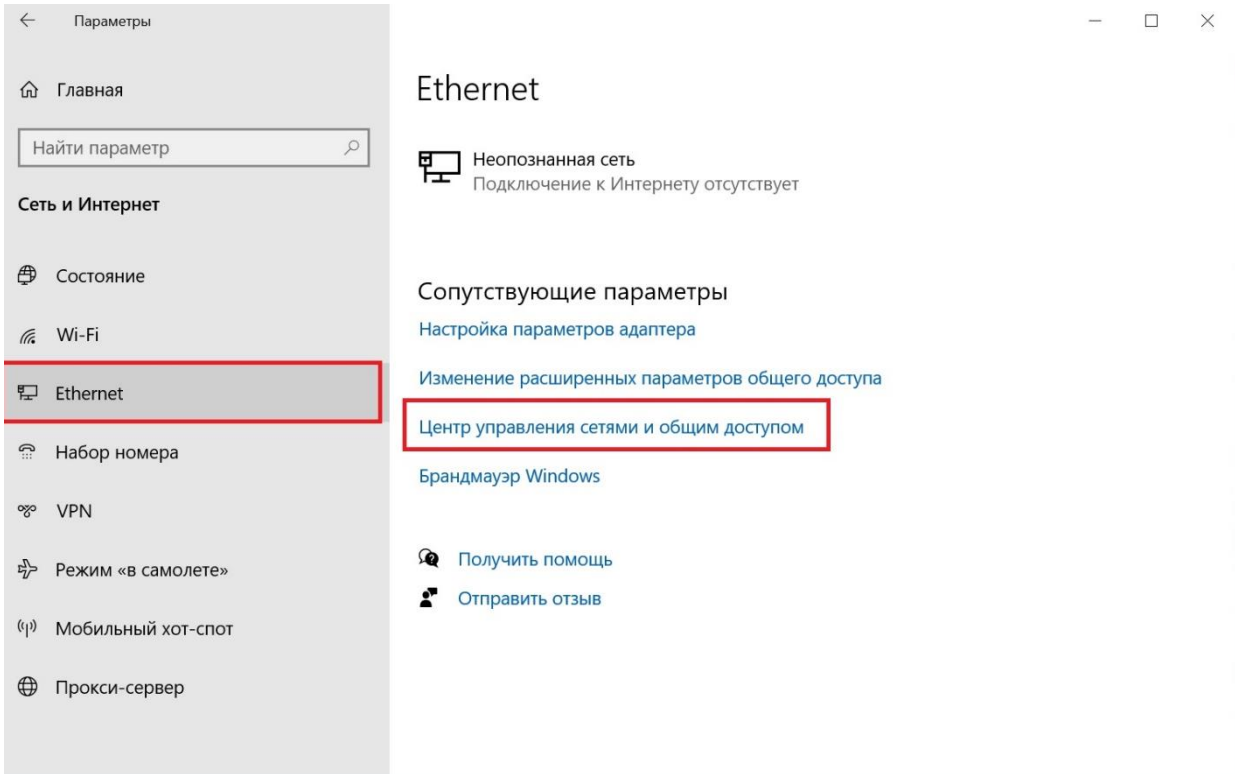 Параметры
Главная
Найти параметр
Сеть и Интернет
Состояние
Wi-Fi
Ethernet
Набор номера
VPN
Режим «в самолете»
Мобильный хот-спот
Прокси-сервер
Ethernet
Неопознанная сеть
Подключение к Интернету отсутствует
Сопутствующие параметры
Настройка параметров адаптера
Изменение расширенных параметров общего доступа
Центр управления сетями и общим доступом
Брандмауэр Windows
Получить помощь
Отправить отзыв